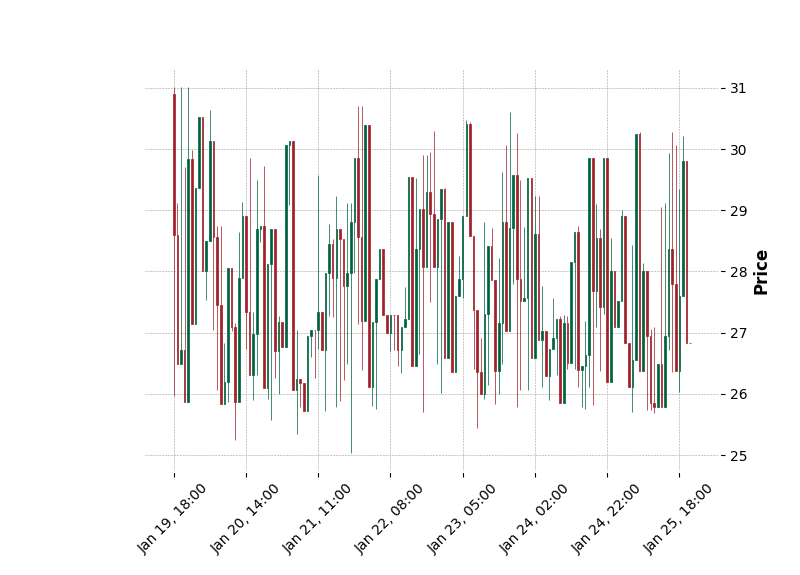 31
30
29
28
27
26
25
Price
Jan 19, 18:00
Jan 20, 14:00
Jan 21, 11:00
Jan 22, 08:00
Jan 23, 05:00
Jan 24, 02:00
Jan 24, 22:00
Jan 25, 18:00